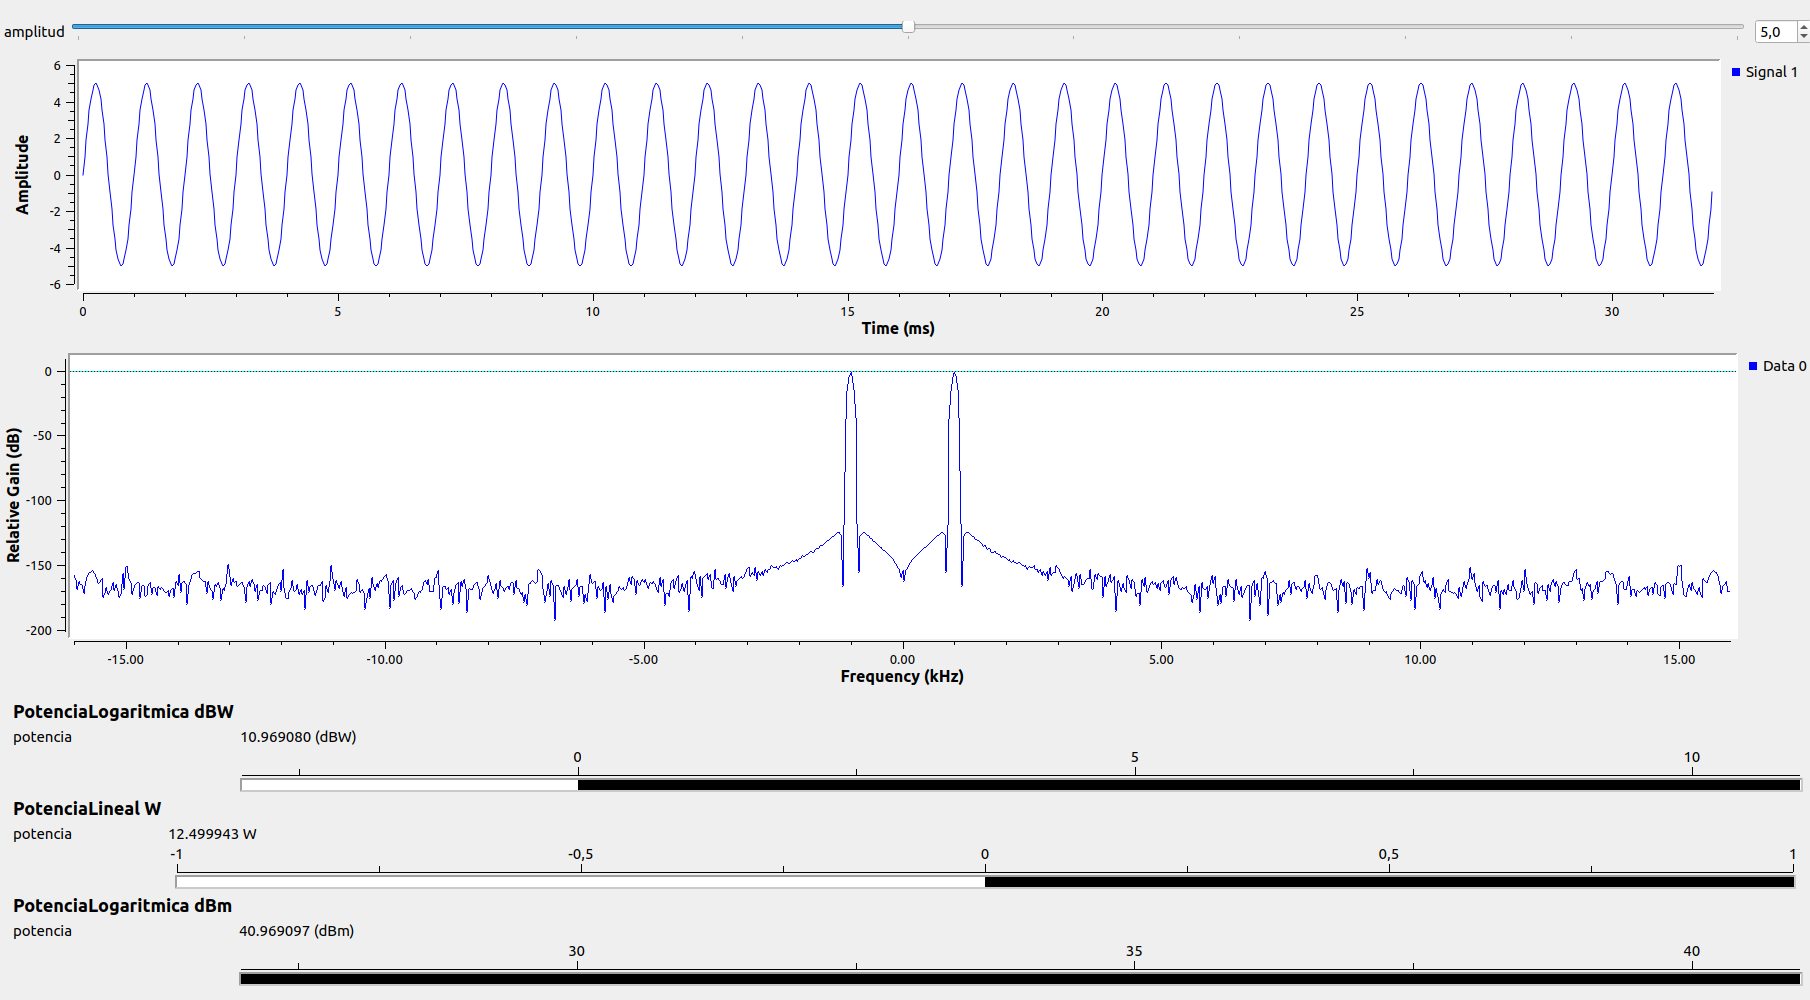 amplitud 5,0
6
4
2
0
-2
-4
-6
Amplitude
Signal 1
0 5 10 15 20 25 30
Time (ms)
0
-50
-100
-150
-200
Relative Gain (dB)
Data 0
-15.00 -10.00 -5.00 0.00 5.00 10.00 15.00
Frequency (kHz)
PotenciaLogaritmica dBW
potencia 10.969080 (dBW)
0 5 10
PotenciaLineal W
potencia 12.499943 W
-1 -0,5 0 0,5 1
PotenciaLogaritmica dBm
potencia 40.969097 (dBm)
30 35 40